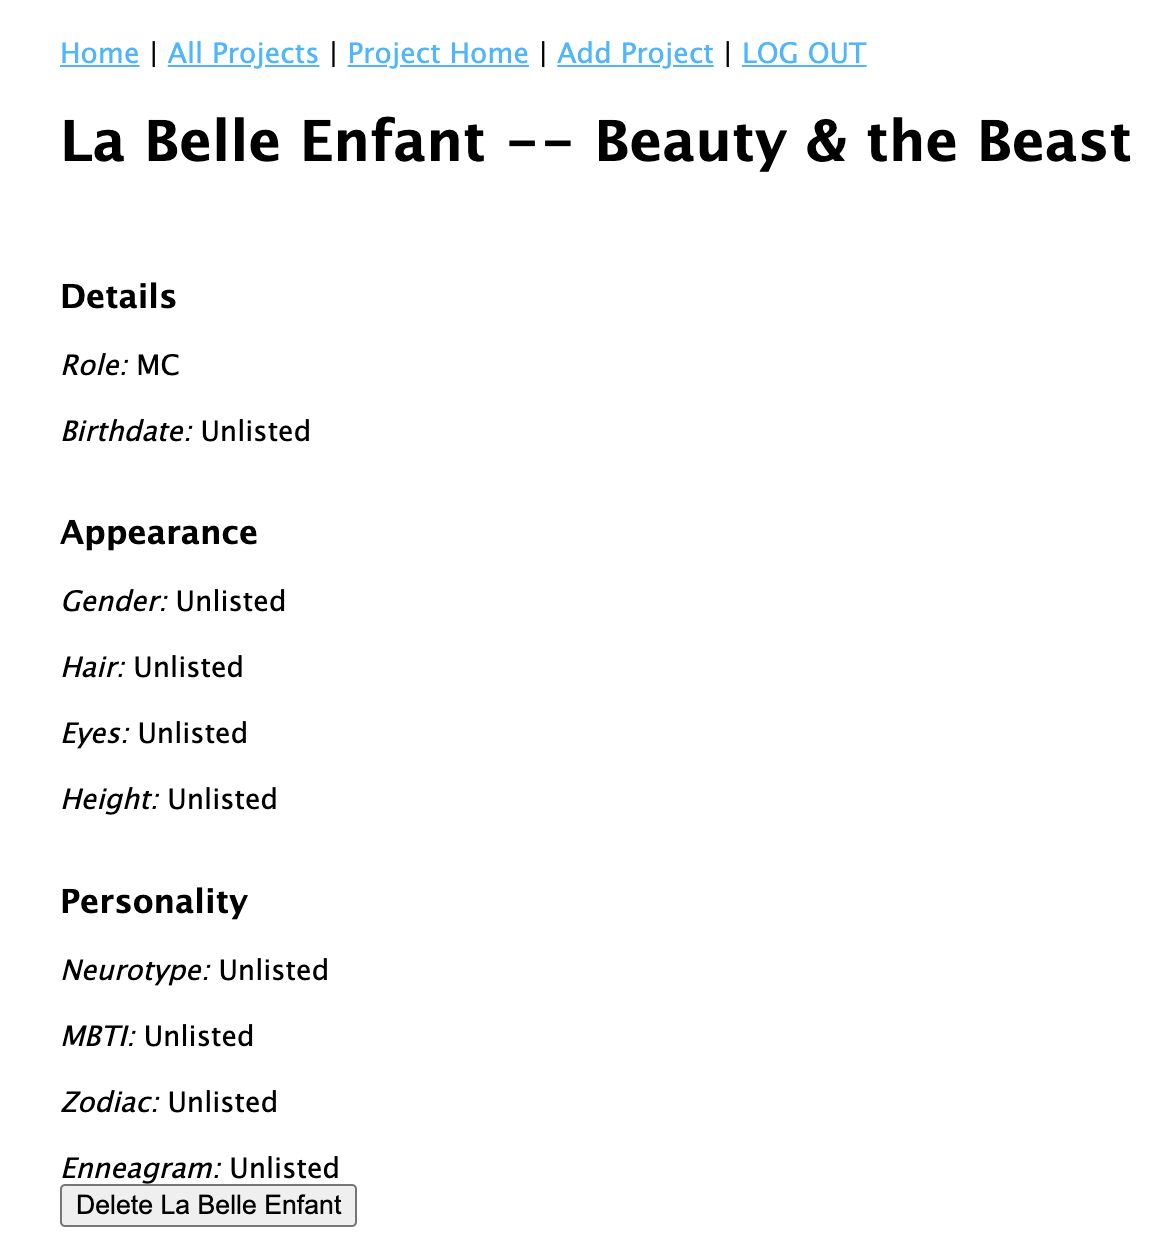 Home | All Projects | Project Home | Add Project | LOG OUT
La Belle Enfant -- Beauty & the Beast
Details
Role: MC
Birthdate: Unlisted
Appearance
Gender: Unlisted
Hair: Unlisted
Eyes: Unlisted
Height: Unlisted
Personality
Neurotype: Unlisted
MBTI: Unlisted
Zodiac: Unlisted
Enneagram: Unlisted
Delete La Belle Enfant